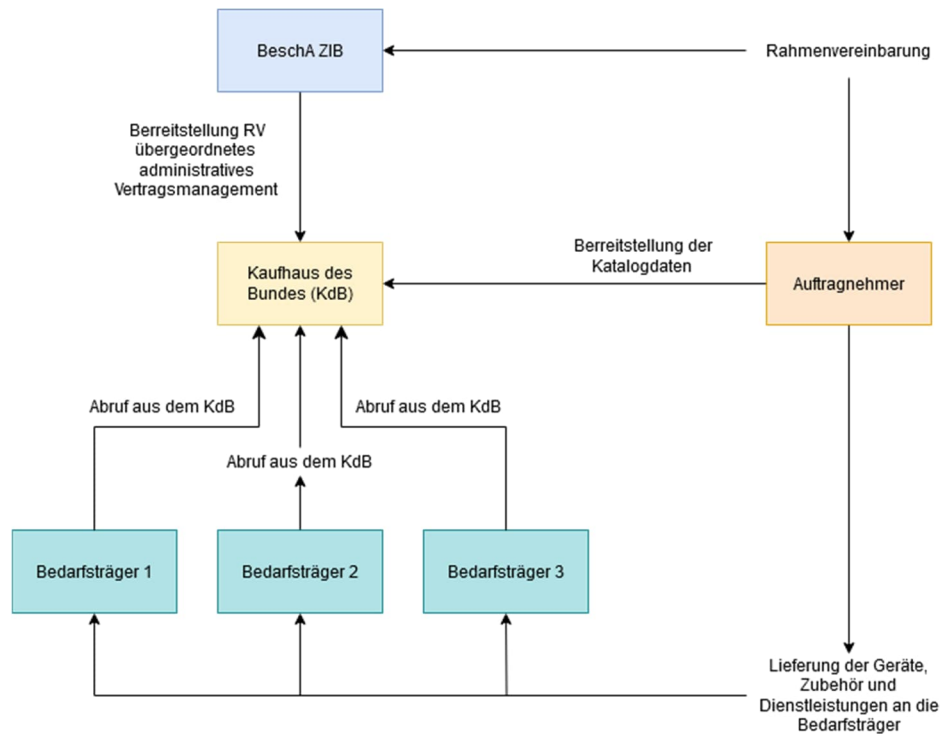 BeschA ZIB
Rahmenvereinbarung
Berreitstellung RV
übergeordnetes
administratives
Vertragsmanagement
Kaufhaus des
Bundes (KdB)
Berreitstellung der
Katalogdaten
Auftragnehmer
Abruf aus dem KdB
Abruf aus dem KdB
Abruf aus dem KdB
Bedarfsträger 1
Bedarfsträger 2
Bedarfsträger 3
Lieferung der Geräte,
Zubehör und
Dienstleistungen an die
Bedarfsträger